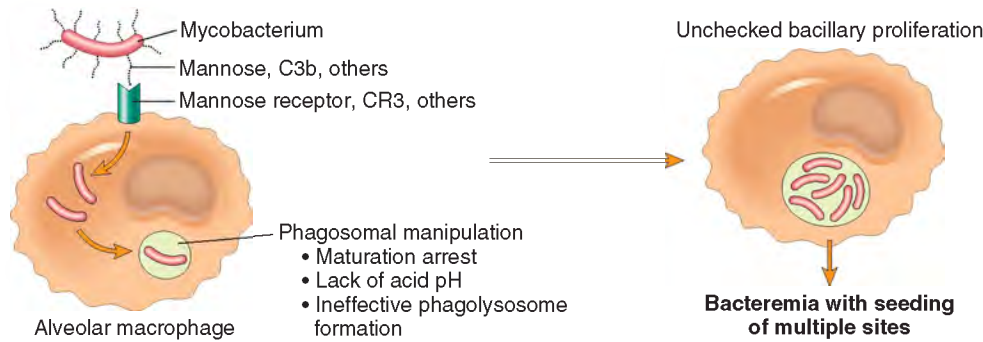 Mycobacterium
Mannose, C3b, others
Mannose receptor, CR3, others
Phagosomal manipulation
• Maturation arrest
• Lack of acid pH
• Ineffective phagolysosome
formation
Alveolar macrophage
Unchecked bacillary proliferation
Bacteremia with seeding
of multiple sites